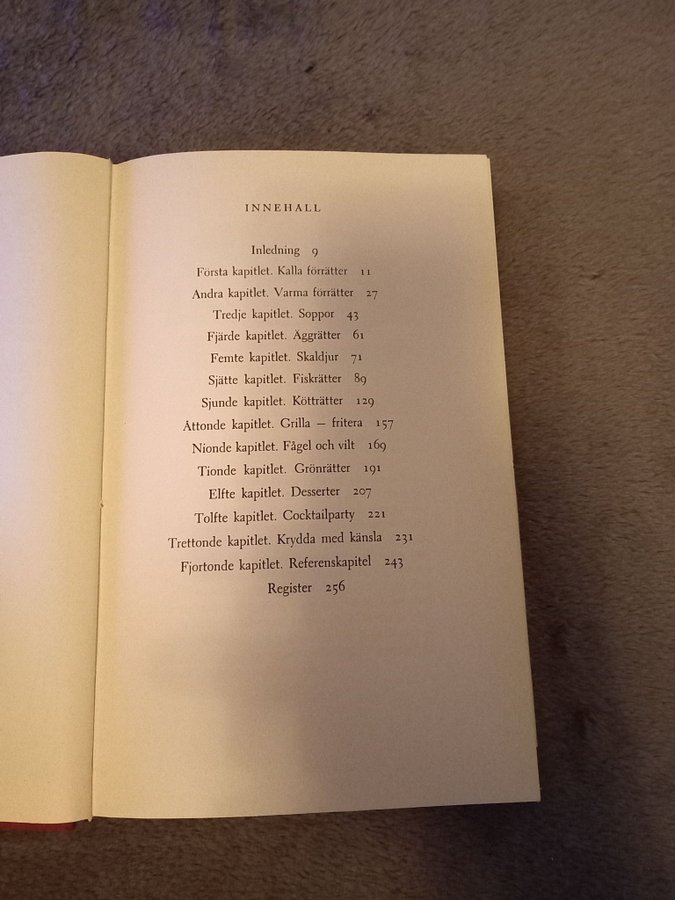 INNEHALL
Inledning 9
Första kapitlet. Kalla förrätter 11
Andra kapitlet. Varma förrätter 27
Tredje kapitlet. Soppor 43
Fjärde kapitlet. Äggrätter 61
Femte kapitlet. Skaldjur 71
Sjätte kapitlet. Fiskrätter 89
Sjunde kapitlet. Kötträtter 129
Åttonde kapitlet. Grilla – fritera 157
Nionde kapitlet. Fågel och vilt 169
Tionde kapitlet. Grönrätter 191
Elfte kapitlet. Desserter 207
Tolfte kapitlet. Cocktailparty 221
Trettonde kapitlet. Krydda med känsla 231
Fjortonde kapitlet. Referenskapitel 243
Register 256